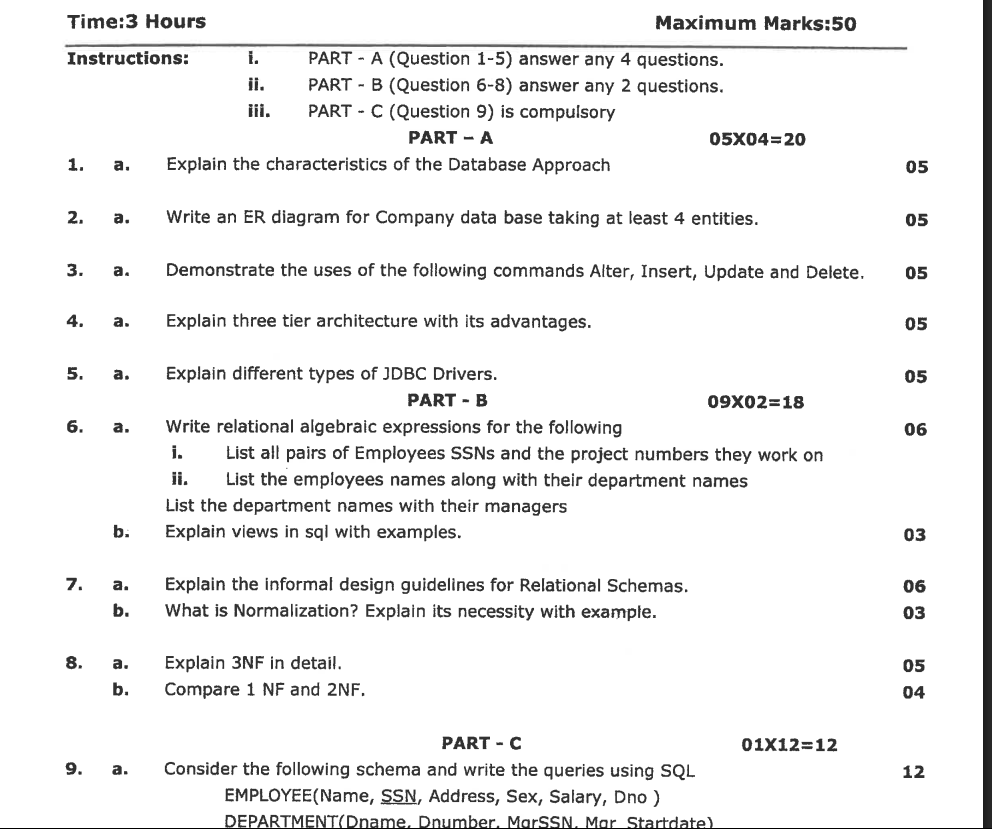 Time:3 Hours Maximum Marks:50
Instructions: i. PART - A (Question 1-5) answer any 4 questions.
ii. PART - B (Question 6-8) answer any 2 questions.
iii. PART - C (Question 9) is compulsory
PART – A 05X04=20
1. a. Explain the characteristics of the Database Approach 05
2. a. Write an ER diagram for Company data base taking at least 4 entities. 05
3. a. Demonstrate the uses of the following commands Alter, Insert, Update and Delete. 05
4. a. Explain three tier architecture with its advantages. 05
5. a. Explain different types of JDBC Drivers. 05
PART - B 09X02=18
6. a. Write relational algebraic expressions for the following 06
i. List all pairs of Employees SSNs and the project numbers they work on
ii. List the employees names along with their department names
List the department names with their managers
b. Explain views in sql with examples. 03
7. a. Explain the informal design guidelines for Relational Schemas. 06
b. What is Normalization? Explain its necessity with example. 03
8. a. Explain 3NF in detail. 05
b. Compare 1 NF and 2NF. 04
PART - C 01X12=12
9. a. Consider the following schema and write the queries using SQL 12
EMPLOYEE(Name, SSN, Address, Sex, Salary, Dno )
DEPARTMENT(Dname, Dnumber, MgrSSN, Mgr_Startdate)